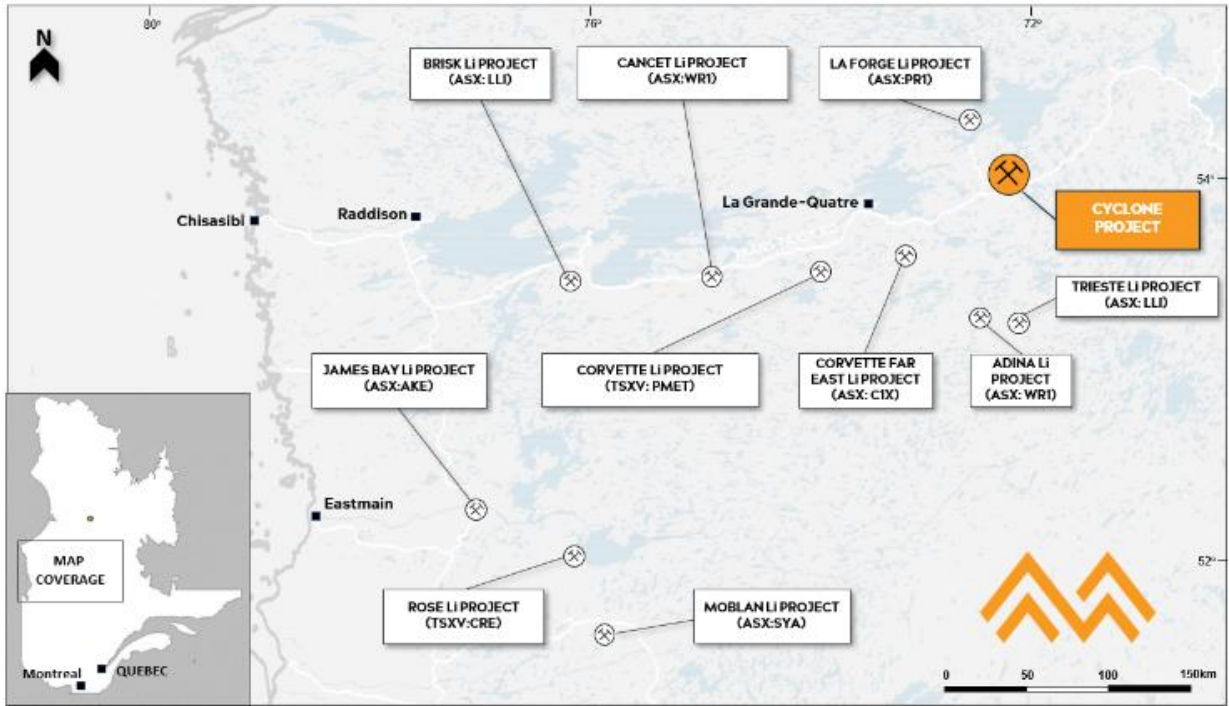 80°
76°
72°
N
BRISK Li PROJECT
(ASX: LLI)
CANCET Li PROJECT
(ASX:WR1)
LA FORGE Li PROJECT
(ASX:PR1)
54°
CYCLONE
PROJECT
La Grande-Quatre
Raddison
Chisasibi
TRIESTE Li PROJECT
(ASX: LLI)
JAMES BAY Li PROJECT
(ASX:AKE)
CORVETTE Li PROJECT
(TSXV: PMET)
CORVETTE FAR
EAST Li PROJECT
(ASX: C1X)
ADINA Li
PROJECT
(ASX: WR1)
Eastmain
52°
ROSE Li PROJECT
(TSXV:CRE)
MOBLAN Li PROJECT
(ASX:SYA)
MAP
COVERAGE
Montreal
QUEBEC
0 50 100 150km